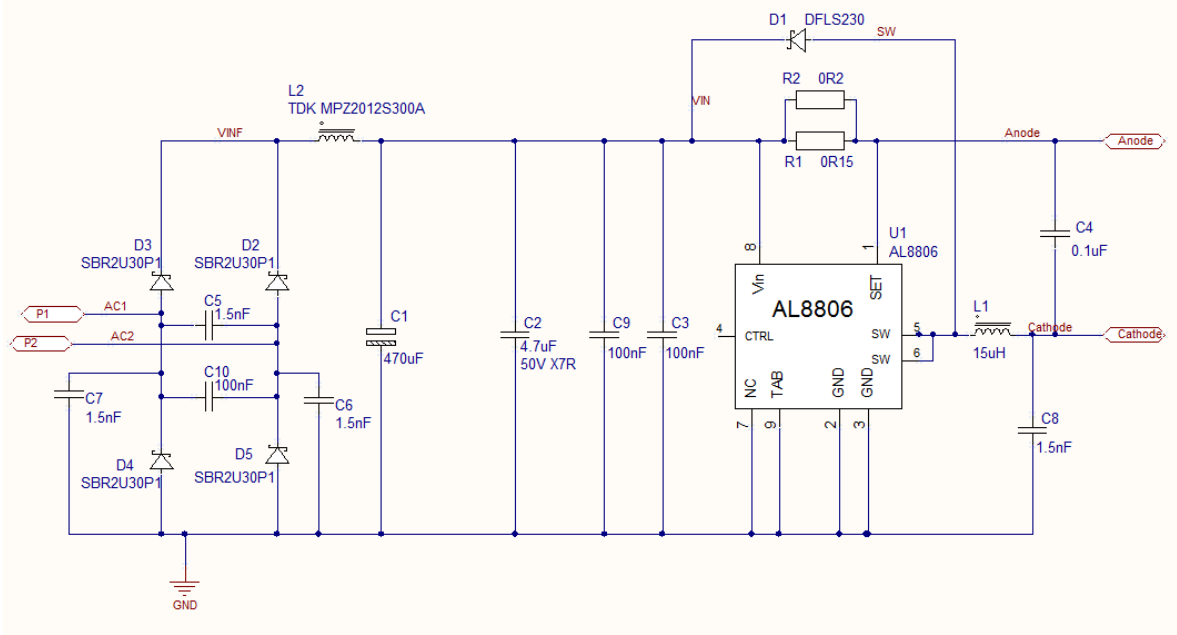 D1 DFLS230
SW
R2 0R2
L2
TDK MPZ2012S300A
VIN
VINF
Anode
Anode
R1 0R15
C4
0.1uF
U1
AL8806
8
1
Vin
SET
D3
SBR2U30P1
D2
SBR2U30P1
AL8806
P1
AC1
C5
1.5nF
C1
470uF
C2
4.7uF
50V X7R
C9
100nF
C3
100nF
4
CTRL
SW
5
SW
6
L1
15uH
Cathode
Cathode
P2
AC2
C10
100nF
C7
1.5nF
C6
1.5nF
NC
TAB
GND
GND
7
9
2
3
C8
1.5nF
D4
SBR2U30P1
D5
SBR2U30P1
GND